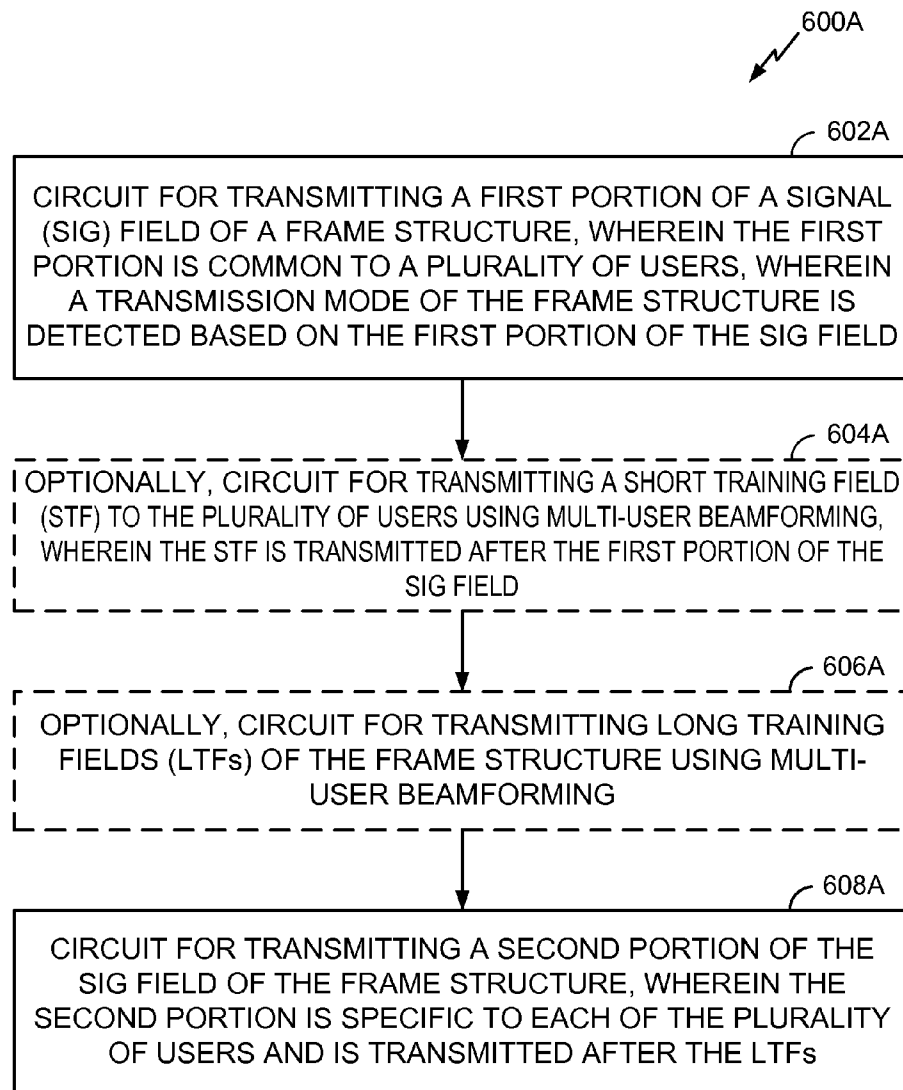 600A
602A
CIRCUIT FOR TRANSMITTING A FIRST PORTION OF A SIGNAL
(SIG) FIELD OF A FRAME STRUCTURE, WHEREIN THE FIRST
PORTION IS COMMON TO A PLURALITY OF USERS, WHEREIN
A TRANSMISSION MODE OF THE FRAME STRUCTURE IS
DETECTED BASED ON THE FIRST PORTION OF THE SIG FIELD
604A
OPTIONALLY, CIRCUIT FOR TRANSMITTING A SHORT TRAINING FIELD
(STF) TO THE PLURALITY OF USERS USING MULTI-USER BEAMFORMING,
WHEREIN THE STF IS TRANSMITTED AFTER THE FIRST PORTION OF THE
SIG FIELD
606A
OPTIONALLY, CIRCUIT FOR TRANSMITTING LONG TRAINING
FIELDS (LTFs) OF THE FRAME STRUCTURE USING MULTI-
USER BEAMFORMING
608A
CIRCUIT FOR TRANSMITTING A SECOND PORTION OF THE
SIG FIELD OF THE FRAME STRUCTURE, WHEREIN THE
SECOND PORTION IS SPECIFIC TO EACH OF THE PLURALITY
OF USERS AND IS TRANSMITTED AFTER THE LTFs